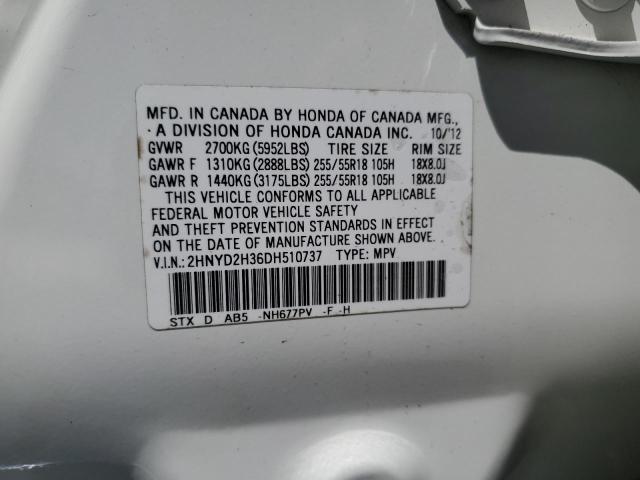 MFD. IN CANADA BY HONDA OF CANADA MFG.,
A DIVISION OF HONDA CANADA INC. 10/'12
GVWR 2700KG(5952LBS) TIRE SIZE RIM SIZE
GAWR F 1310KG(2888LBS) 255/55R18 105H 18X8.0J
GAWR R 1440KG(3175LBS) 255/55R18 105H 18X8.0J
THIS VEHICLE CONFORMS TO ALL APPLICABLE
FEDERAL MOTOR VEHICLE SAFETY
AND THEFT PREVENTION STANDARDS IN EFFECT
ON THE DATE OF MANUFACTURE SHOWN ABOVE.
V.I.N.:2HNYD2H36DH510737 TYPE: MPV
STX D AB5 -NH677PV -F -H